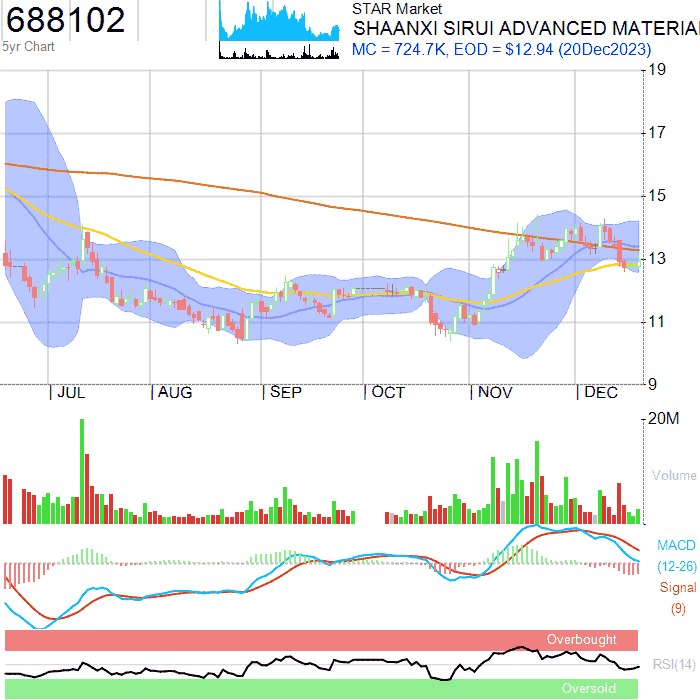 688102
5yr Chart
STAR Market
SHAANXI SIRUI ADVANCED MATERIA
MC = 724.7K, EOD = $12.94 (20Dec2023)
19
17
15
13
11
9
JUL AUG SEP OCT NOV DEC
20M
Volume
MACD
(12-26)
Signal
(9)
Overbought
RSI(14)
Oversold